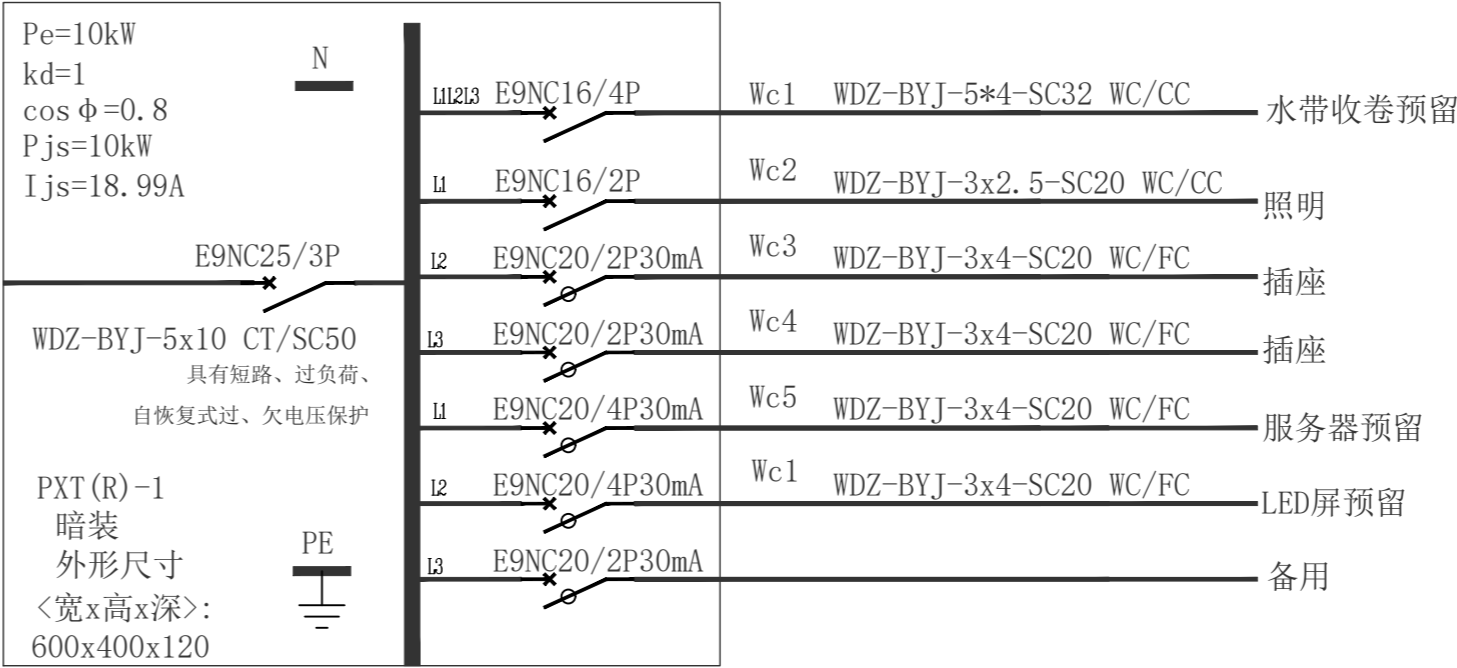 Pe=10kW
kd=1
cosΦ=0.8
Pjs=10kW
Ijs=18.99A
N
E9NC25/3P
WDZ-BYJ-5x10 CT/SC50
具有短路、过负荷、
自恢复式过、欠电压保护
PXT(R)-1
暗装
外形尺寸
<宽x高x深>:
600x400x120
PE
L1L2L3 E9NC16/4P Wc1 WDZ-BYJ-5*4-SC32 WC/CC 水带收卷预留
L1 E9NC16/2P Wc2 WDZ-BYJ-3x2.5-SC20 WC/CC 照明
L2 E9NC20/2P30mA Wc3 WDZ-BYJ-3x4-SC20 WC/FC 插座
L3 E9NC20/2P30mA Wc4 WDZ-BYJ-3x4-SC20 WC/FC 插座
L1 E9NC20/4P30mA Wc5 WDZ-BYJ-3x4-SC20 WC/FC 服务器预留
L2 E9NC20/4P30mA Wc1 WDZ-BYJ-3x4-SC20 WC/FC LED屏预留
L3 E9NC20/2P30mA 备用